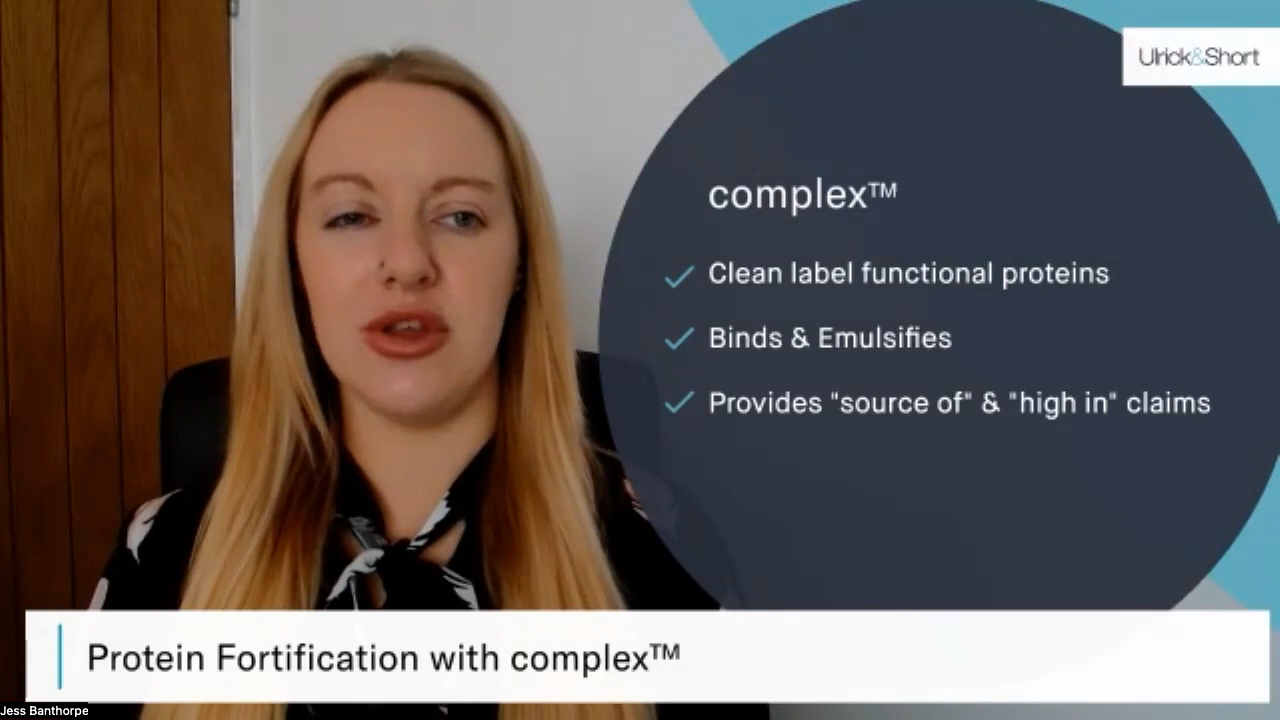 Ulrick&Short
complex™
Clean label functional proteins
Binds & Emulsifies
Provides "source of" & "high in" claims
Protein Fortification with complex™
Jess Banthorpe